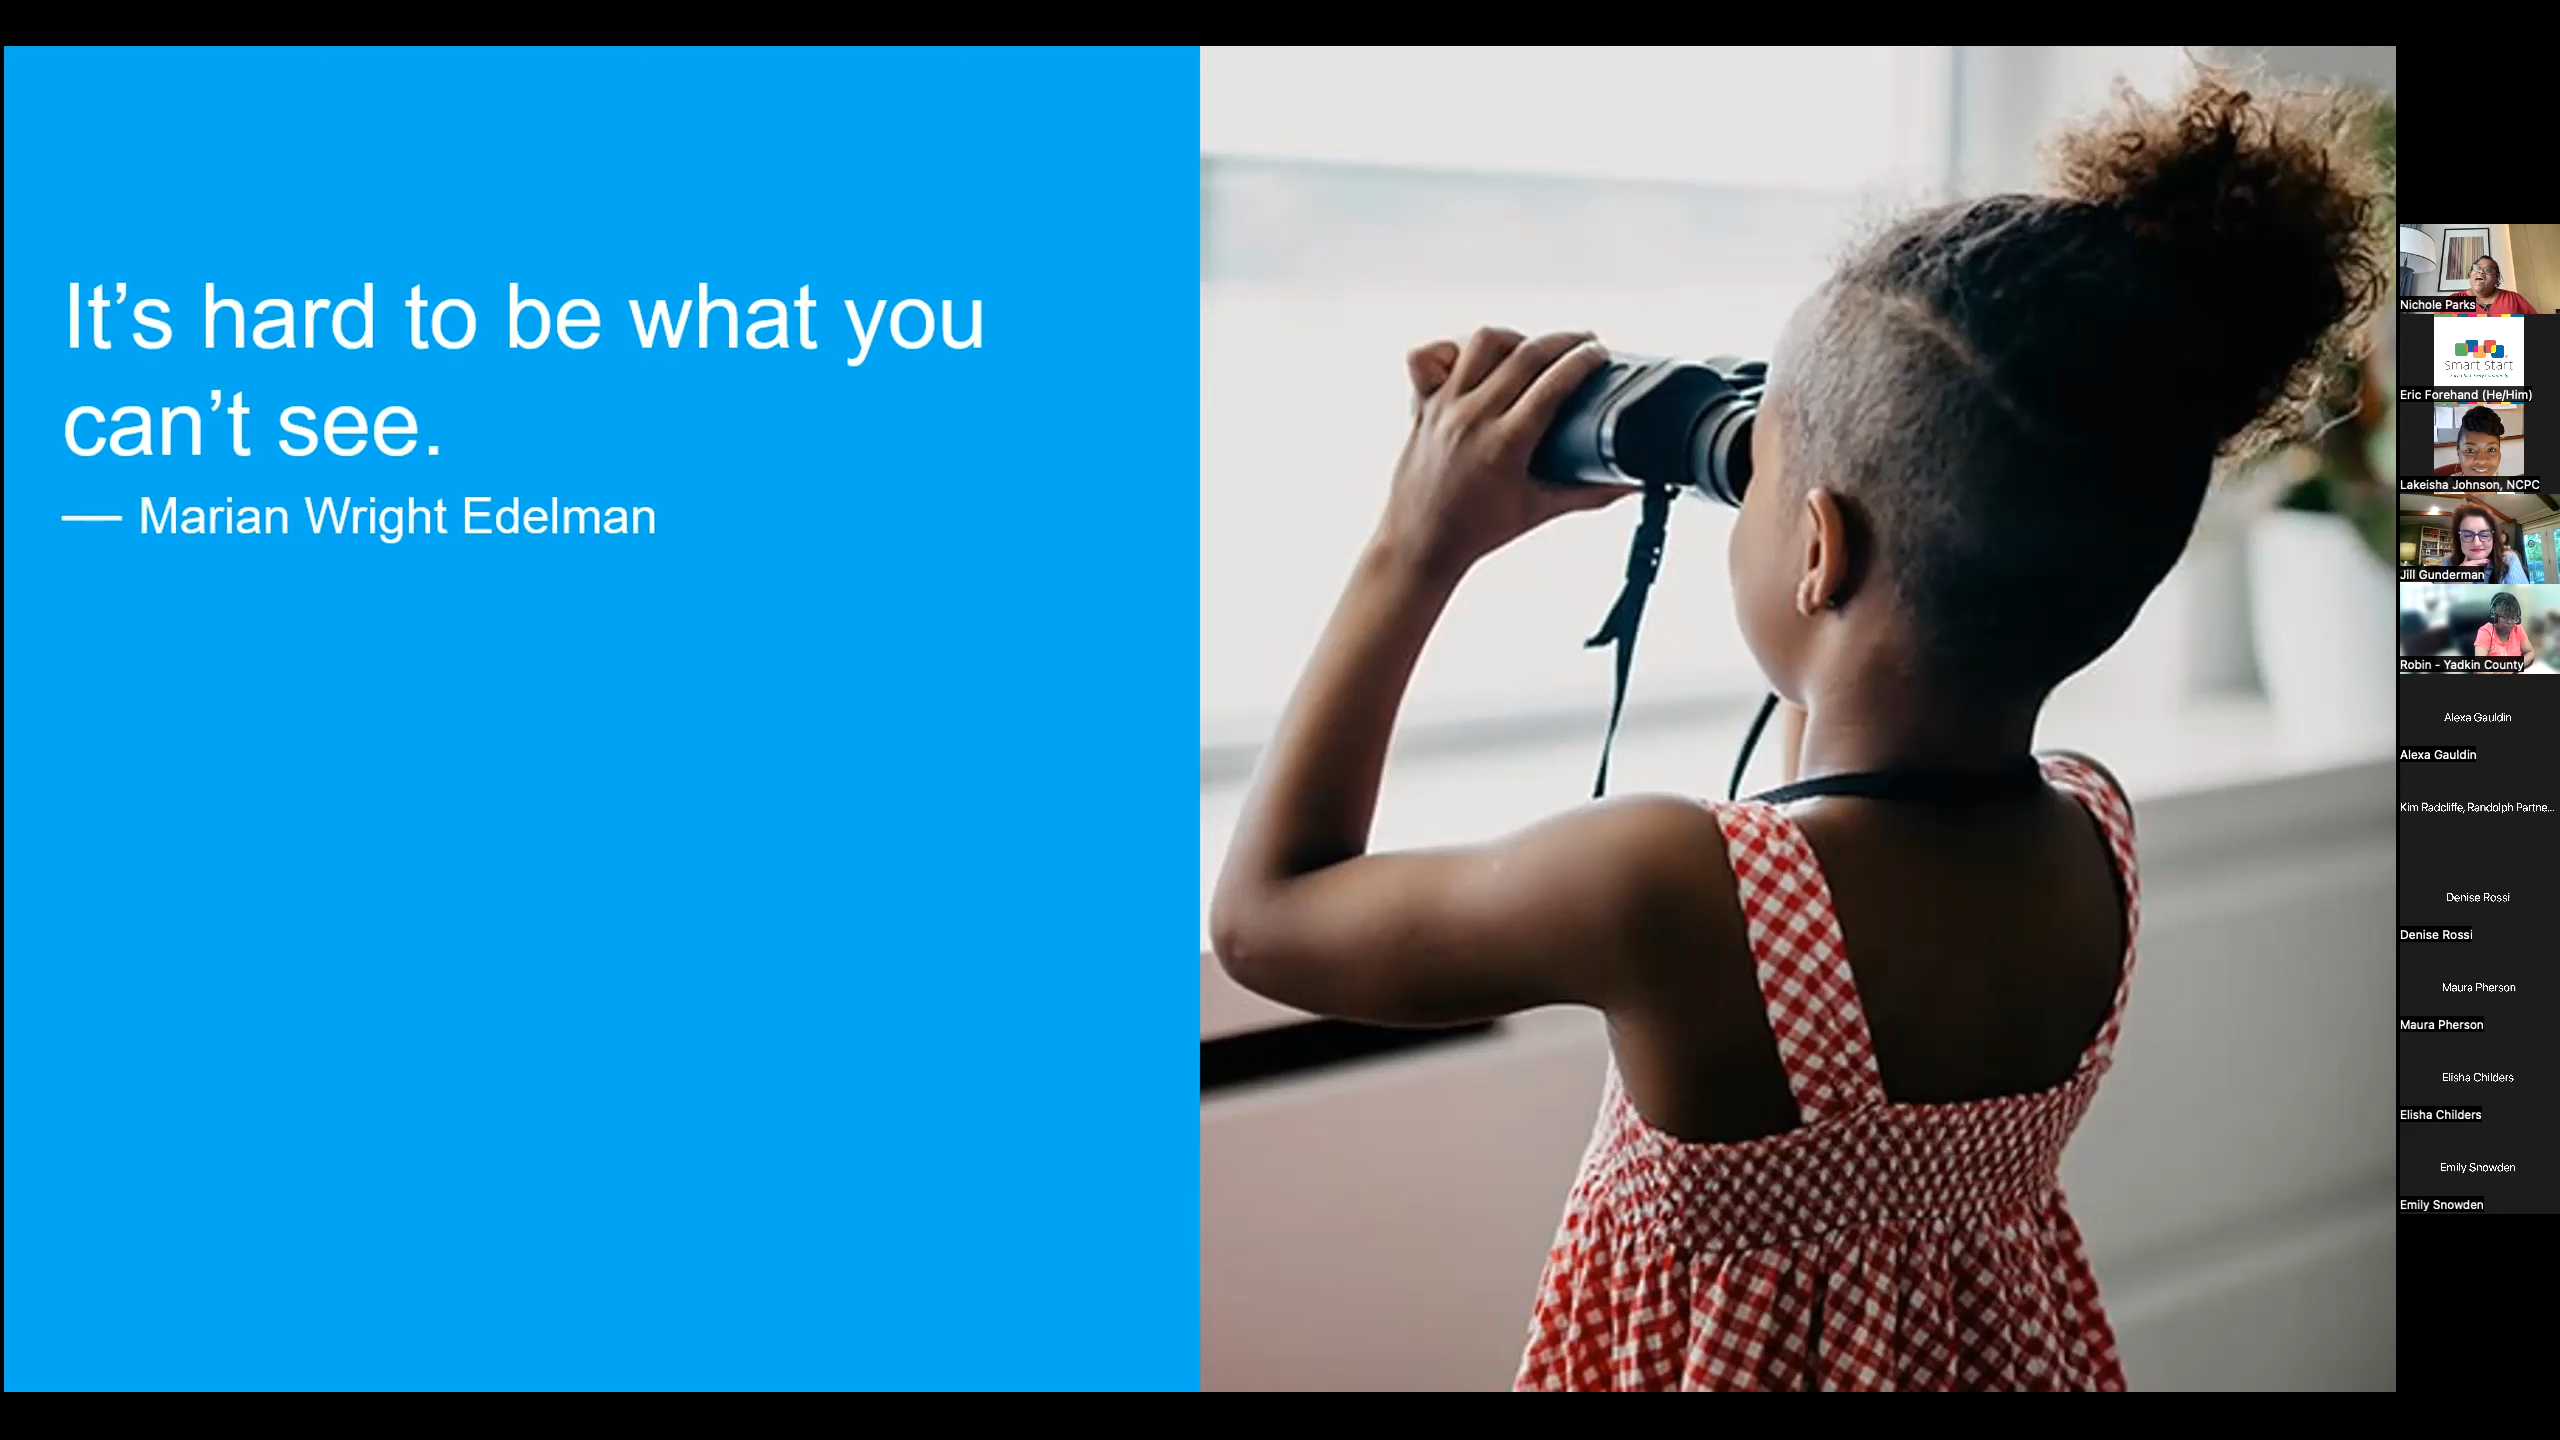 It’s hard to be what you
can’t see.
— Marian Wright Edelman
Nichole Parks
Smart Start
Eric Forehand (He/Him)
Lakeisha Johnson, NCPC
Jill Gunderman
Robin - Yadkin County
Alexa Gauldin
Alexa Gauldin
Kim Radcliffe, Randolph Partne...
Denise Rossi
Denise Rossi
Maura Pherson
Maura Pherson
Elisha Childers
Elisha Childers
Emily Snowden
Emily Snowden